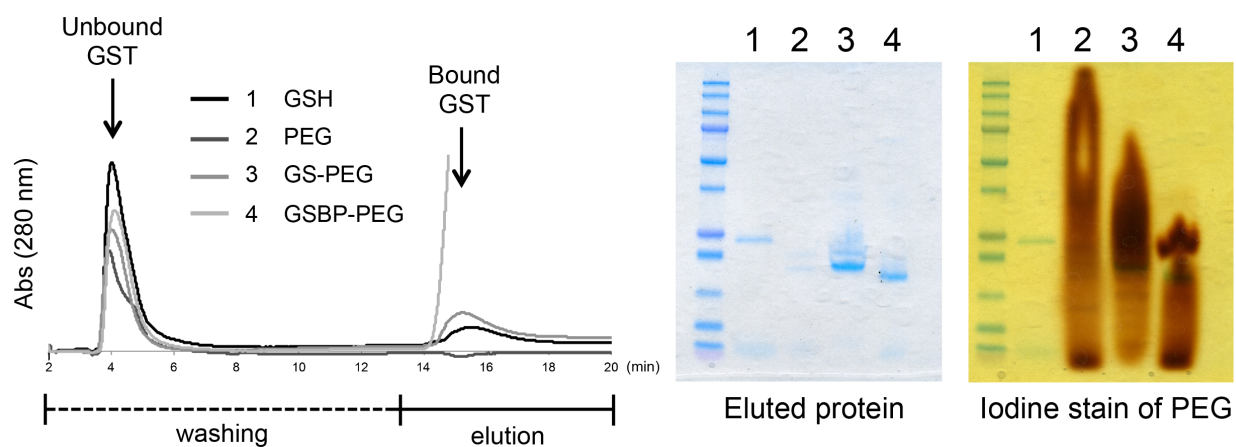 Unbound
GST
Bound
GST
1 GSH
2 PEG
3 GS-PEG
4 GSBP-PEG
Abs (280 nm)
2 4 6 8 10 12 14 16 18 20 (min)
washing
elution
1 2 3 4
Eluted protein
1 2 3 4
Iodine stain of PEG